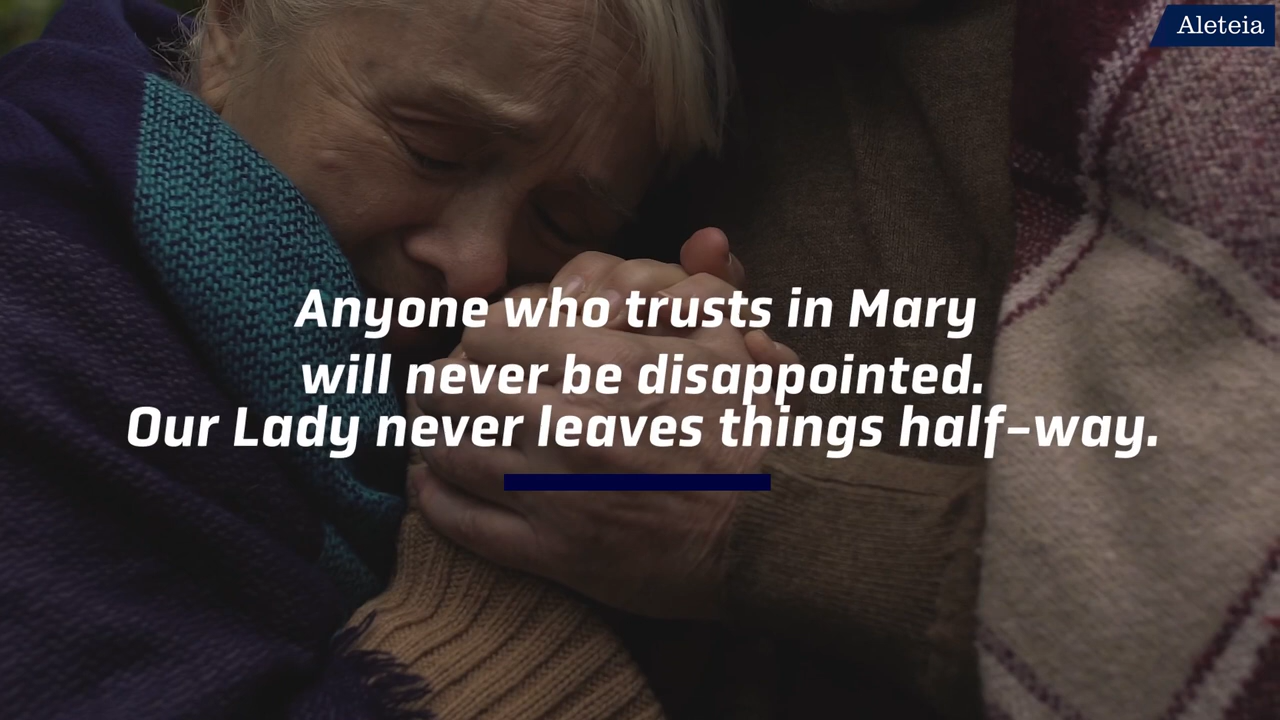 Aleteia
Anyone who trusts in Mary
will never be disappointed.
Our Lady never leaves things half-way.